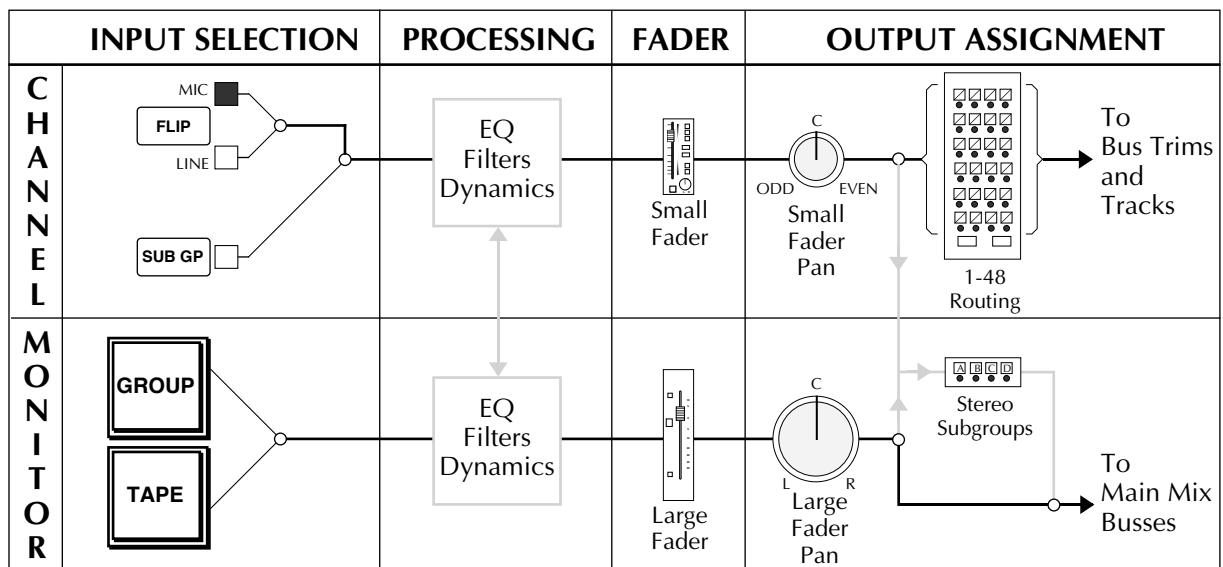 INPUT SELECTION
PROCESSING
FADER
OUTPUT ASSIGNMENT
CHANNEL
MIC
FLIP
LINE
SUB GP
EQ
Filters
Dynamics
Small
Fader
C
ODD
EVEN
Small
Fader
Pan
1-48
Routing
To
Bus Trims
and
Tracks
MONITOR
GROUP
TAPE
EQ
Filters
Dynamics
Large
Fader
C
L
R
Large
Fader
Pan
A B C D
Stereo
Subgroups
To
Main Mix
Busses